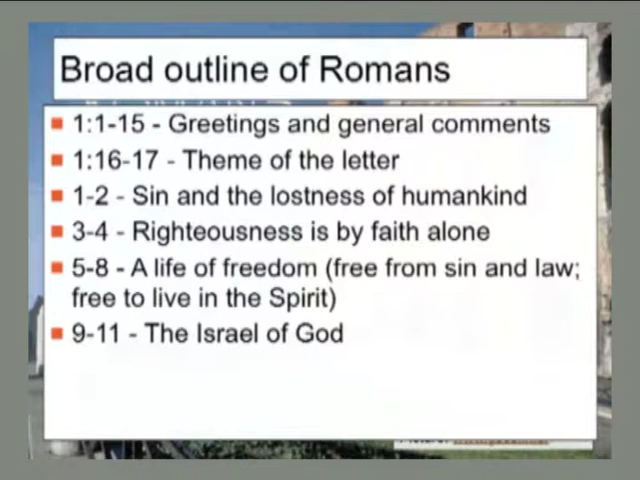 Broad outline of Romans
1:1-15 - Greetings and general comments
1:16-17 - Theme of the letter
1-2 - Sin and the lostness of humankind
3-4 - Righteousness is by faith alone
5-8 - A life of freedom (free from sin and law;
free to live in the Spirit)
9-11 - The Israel of God